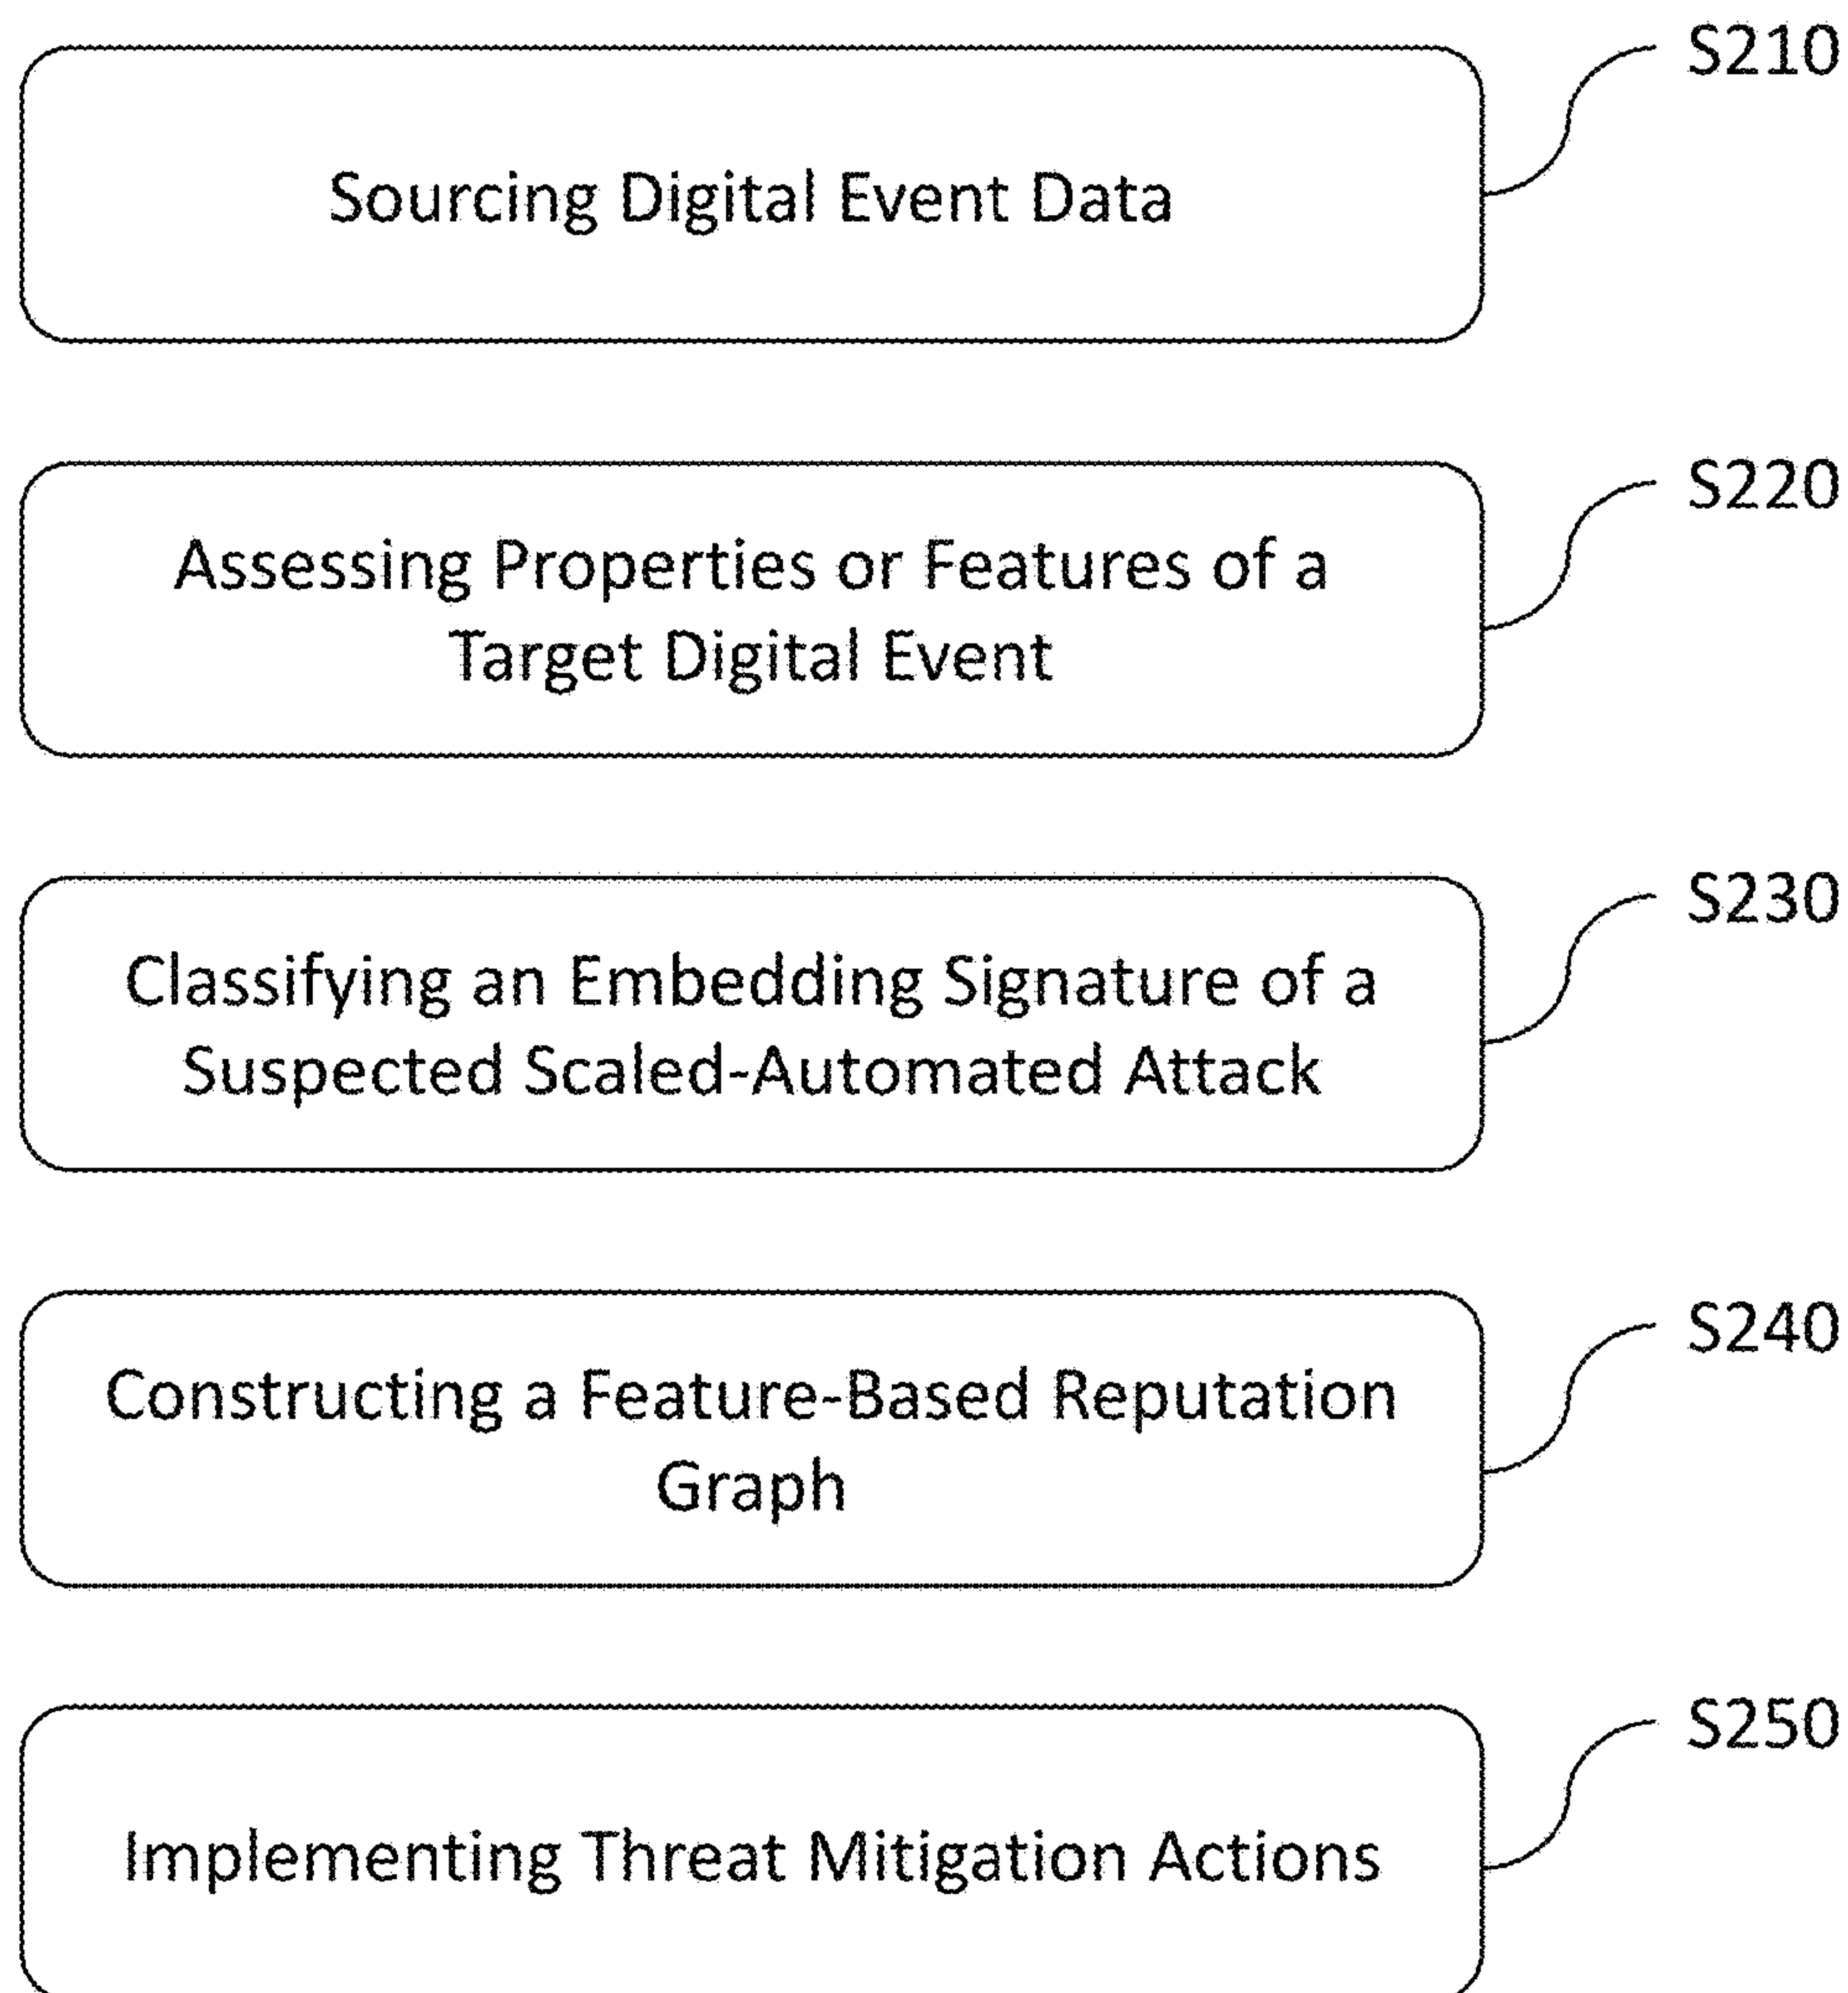 S210
Sourcing Digital Event Data
S220
Assessing Properties or Features of a
Target Digital Event
S230
Classifying an Embedding Signature of a
Suspected Scaled-Automated Attack
S240
Constructing a Feature-Based Reputation
Graph
S250
Implementing Threat Mitigation Actions